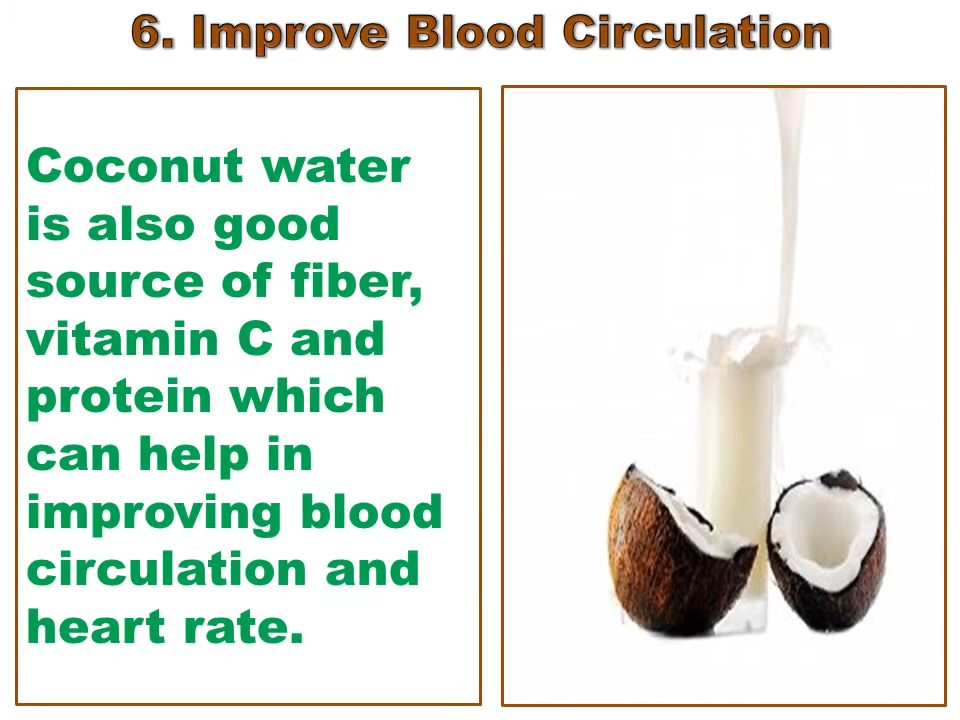 6. Improve Blood Circulation
Coconut water
is also good
source of fiber,
vitamin C and
protein which
can help in
improving blood
circulation and
heart rate.